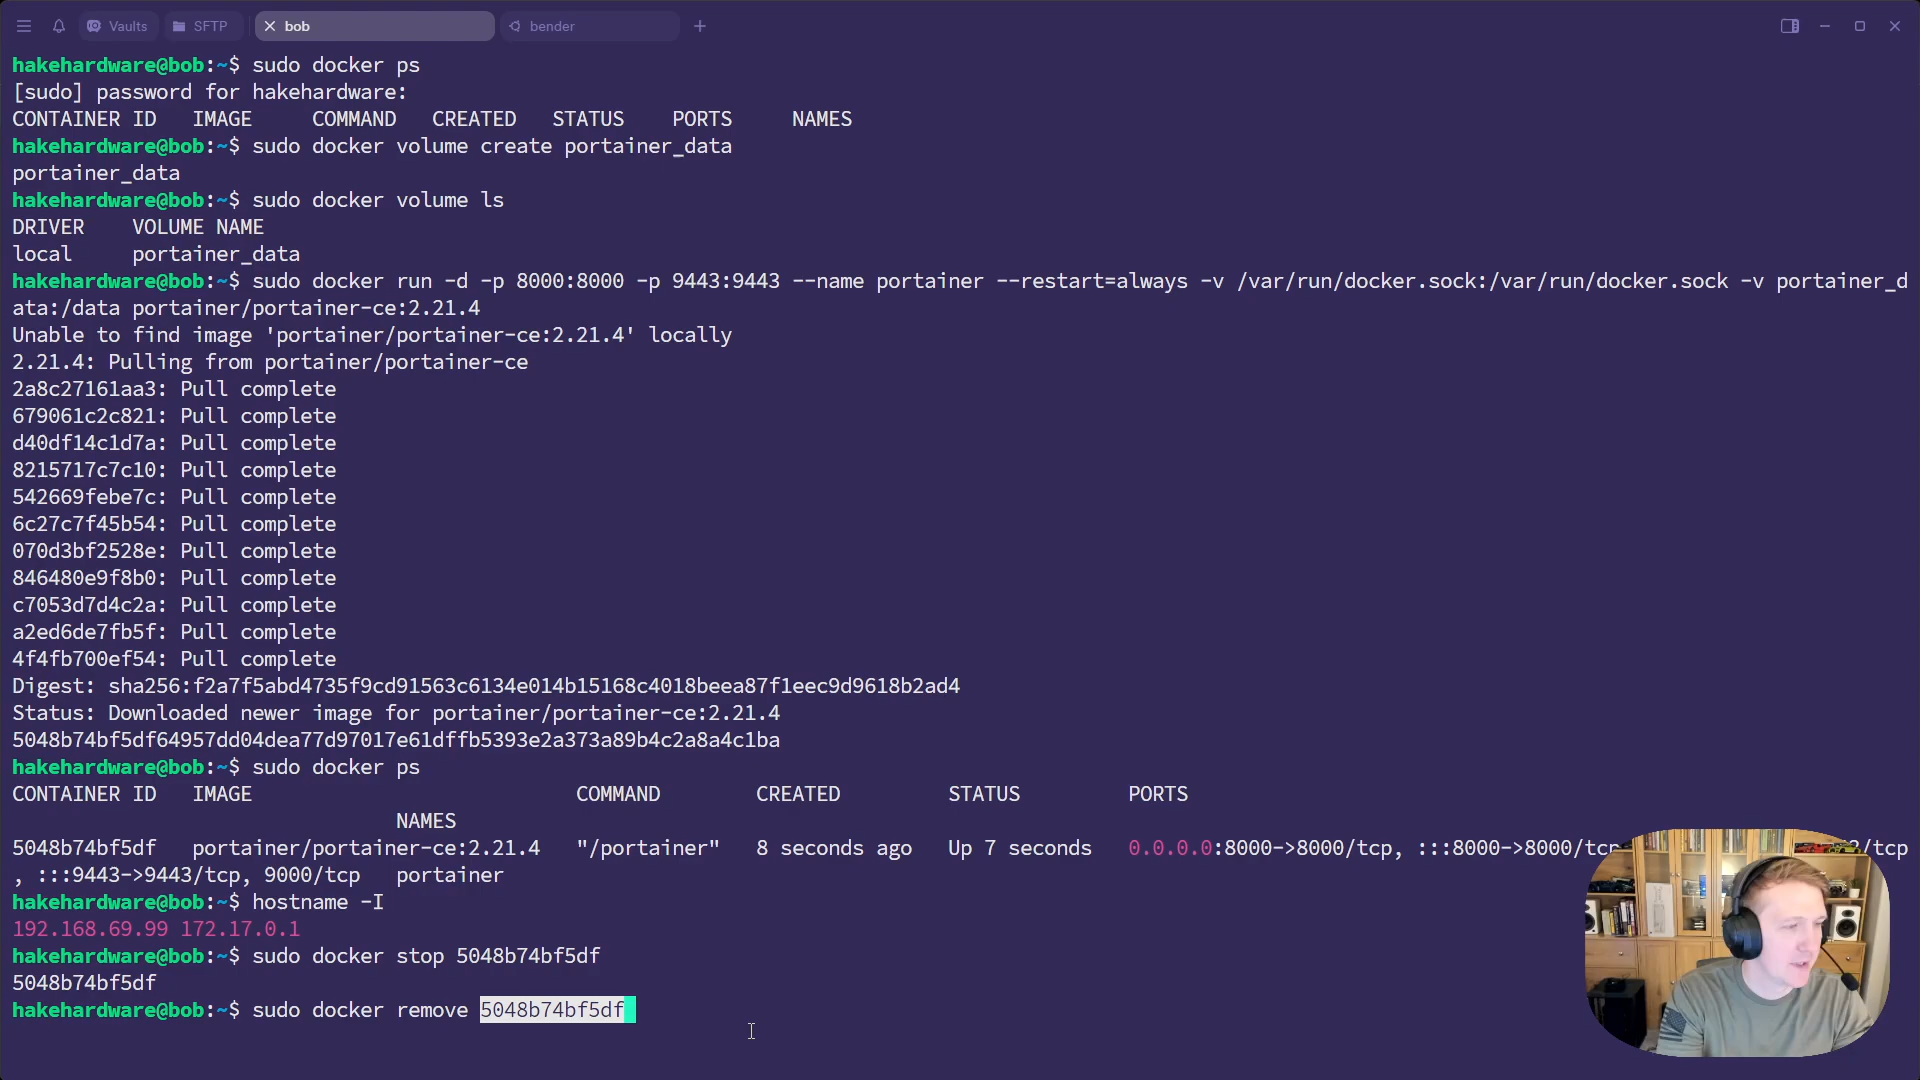 Vaults SFTP bob bender
hakehardware@bob:~$ sudo docker ps
[sudo] password for hakehardware:
CONTAINER ID IMAGE COMMAND CREATED STATUS PORTS NAMES
hakehardware@bob:~$ sudo docker volume create portainer_data
portainer_data
hakehardware@bob:~$ sudo docker volume ls
DRIVER VOLUME NAME
local portainer_data
hakehardware@bob:~$ sudo docker run -d -p 8000:8000 -p 9443:9443 --name portainer --restart=always -v /var/run/docker.sock:/var/run/docker.sock -v portainer_d
ata:/data portainer/portainer-ce:2.21.4
Unable to find image 'portainer/portainer-ce:2.21.4' locally
2.21.4: Pulling from portainer/portainer-ce
2a8c27161aa3: Pull complete
679061c2c821: Pull complete
d40df14c1d7a: Pull complete
8215717c7c10: Pull complete
542669febe7c: Pull complete
6c27c7f45b54: Pull complete
070d3bf2528e: Pull complete
846480e9f8b0: Pull complete
c7053d7d4c2a: Pull complete
a2ed6de7fb5f: Pull complete
4f4fb700ef54: Pull complete
Digest: sha256:f2a7f5abd4735f9cd91563c6134e014b15168c4018beea87f1eec9d9618b2ad4
Status: Downloaded newer image for portainer/portainer-ce:2.21.4
5048b74bf5df64957dd04dea77d97017e61dffb5393e2a373a89b4c2a8a4c1ba
hakehardware@bob:~$ sudo docker ps
CONTAINER ID IMAGE COMMAND CREATED STATUS PORTS
NAMES
5048b74bf5df portainer/portainer-ce:2.21.4 "/portainer" 8 seconds ago Up 7 seconds 0.0.0.0:8000->8000/tcp, :::8000->8000/tcp /tcp
, :::9443->9443/tcp, 9000/tcp portainer
hakehardware@bob:~$ hostname -I
192.168.69.99 172.17.0.1
hakehardware@bob:~$ sudo docker stop 5048b74bf5df
5048b74bf5df
hakehardware@bob:~$ sudo docker remove 5048b74bf5df